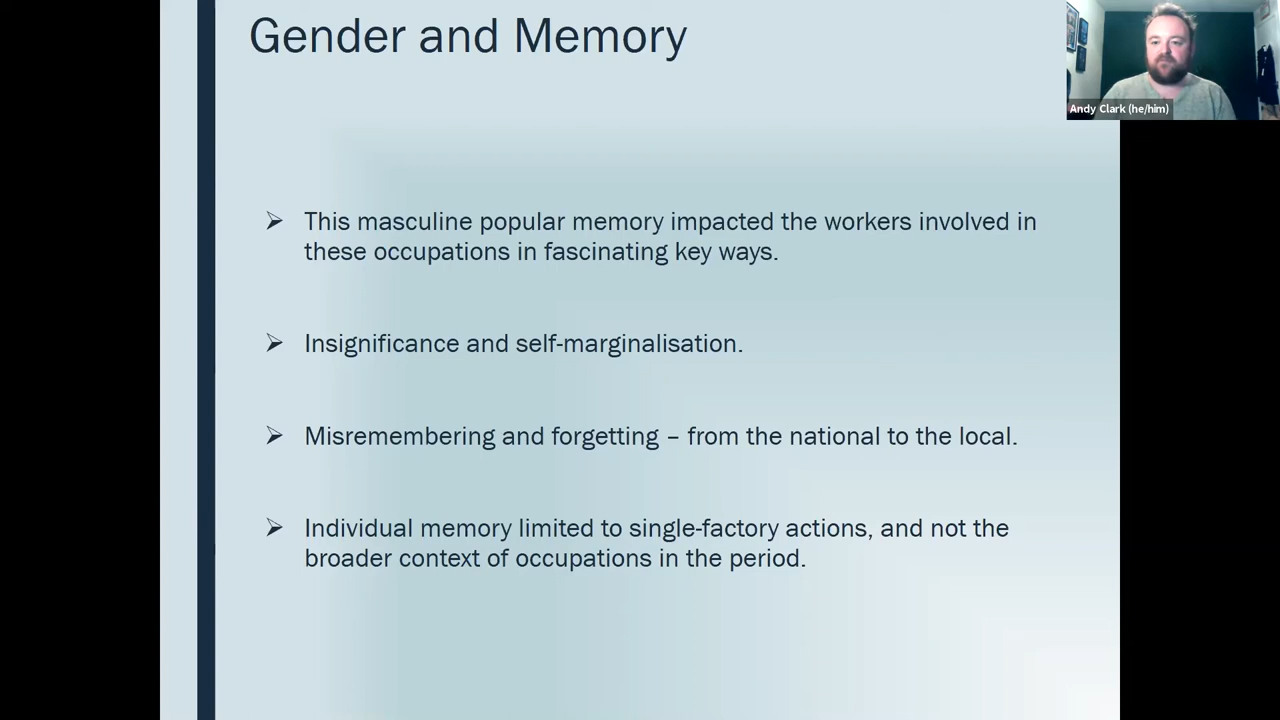 Gender and Memory
Andy Clark (he/him)
➢ This masculine popular memory impacted the workers involved in
these occupations in fascinating key ways.
➢ Insignificance and self-marginalisation.
➢ Misremembering and forgetting – from the national to the local.
➢ Individual memory limited to single-factory actions, and not the
broader context of occupations in the period.